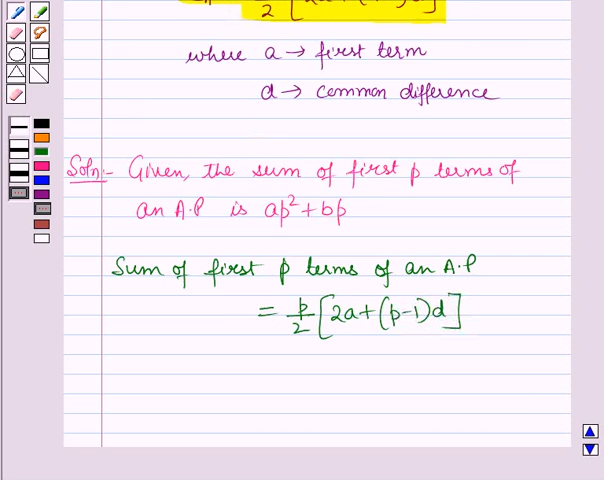 2
where a → first term
d → common difference
Soln:- Given, the sum of first p terms of
an A.P is ap² + bp
Sum of first p terms of an A.P
= p/2 [2a + (p-1)d]